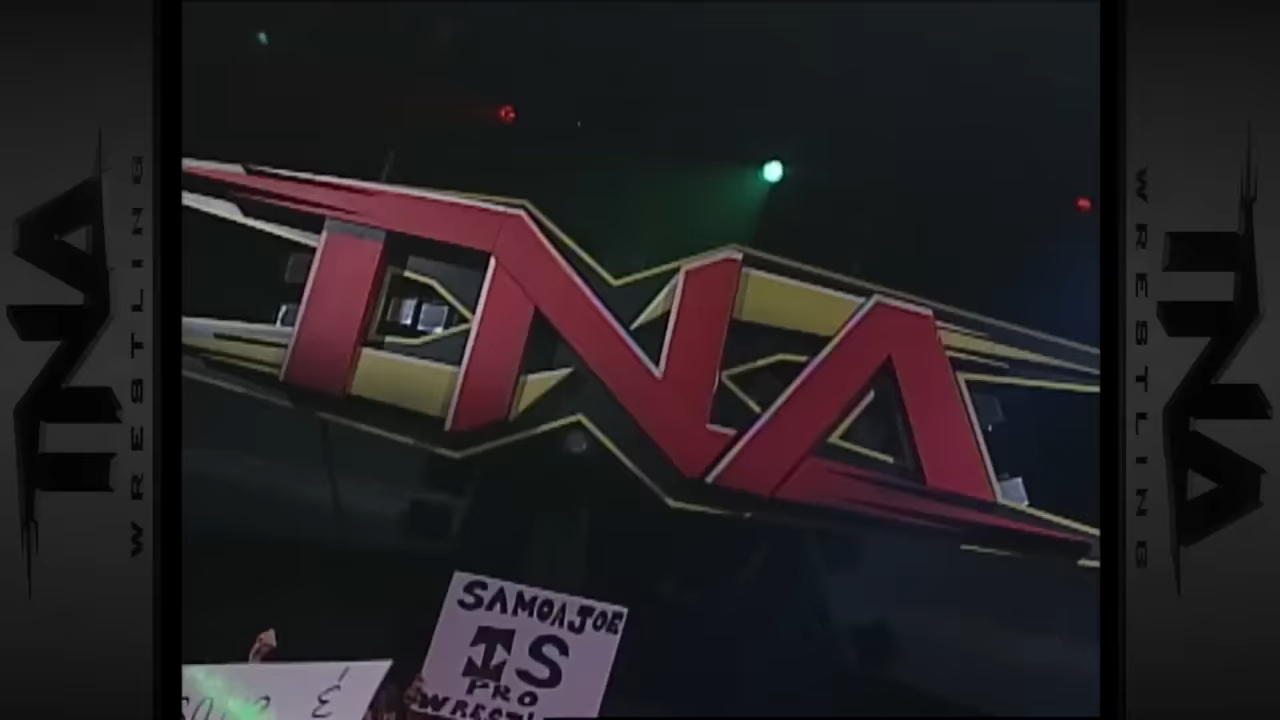 TNA
WRESTLING
TNA
SAMOA JOE
IS
PRO
TNA
WRESTLING